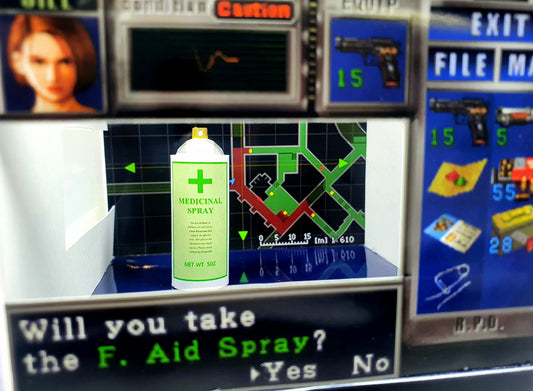 JILL
Condition
Caution
EQUIP
15
EXIT
FILE
MA
15
5
55
28
MEDICINAL
SPRAY
NET WT 5OZ
0 5 10 15 [m] 1 610
R.P.D.
Will you take
the F. Aid Spray?
Yes No